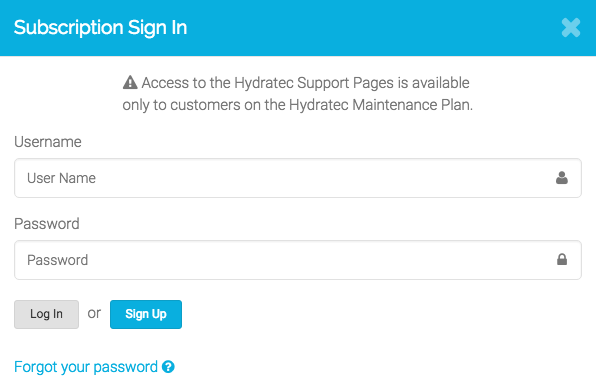 Subscription Sign In
Access to the Hydratec Support Pages is available
only to customers on the Hydratec Maintenance Plan.
Username
User Name
Password
Password
Log In or Sign Up
Forgot your password